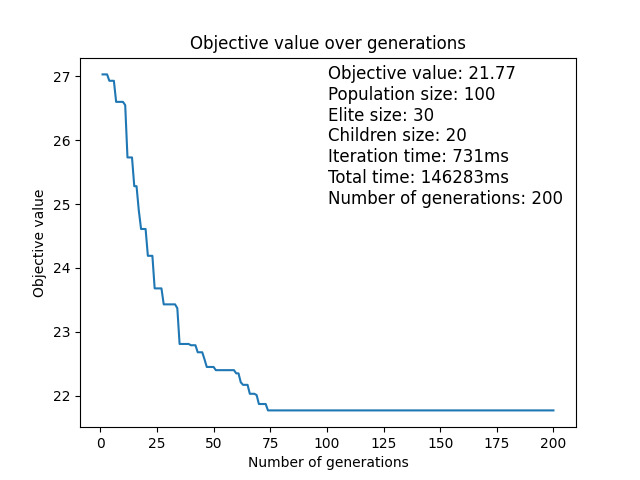 Objective value over generations
Objective value: 21.77
Population size: 100
Elite size: 30
Children size: 20
Iteration time: 731ms
Total time: 146283ms
Number of generations: 200
Objective value
27
26
25
24
23
22
0 25 50 75 100 125 150 175 200
Number of generations